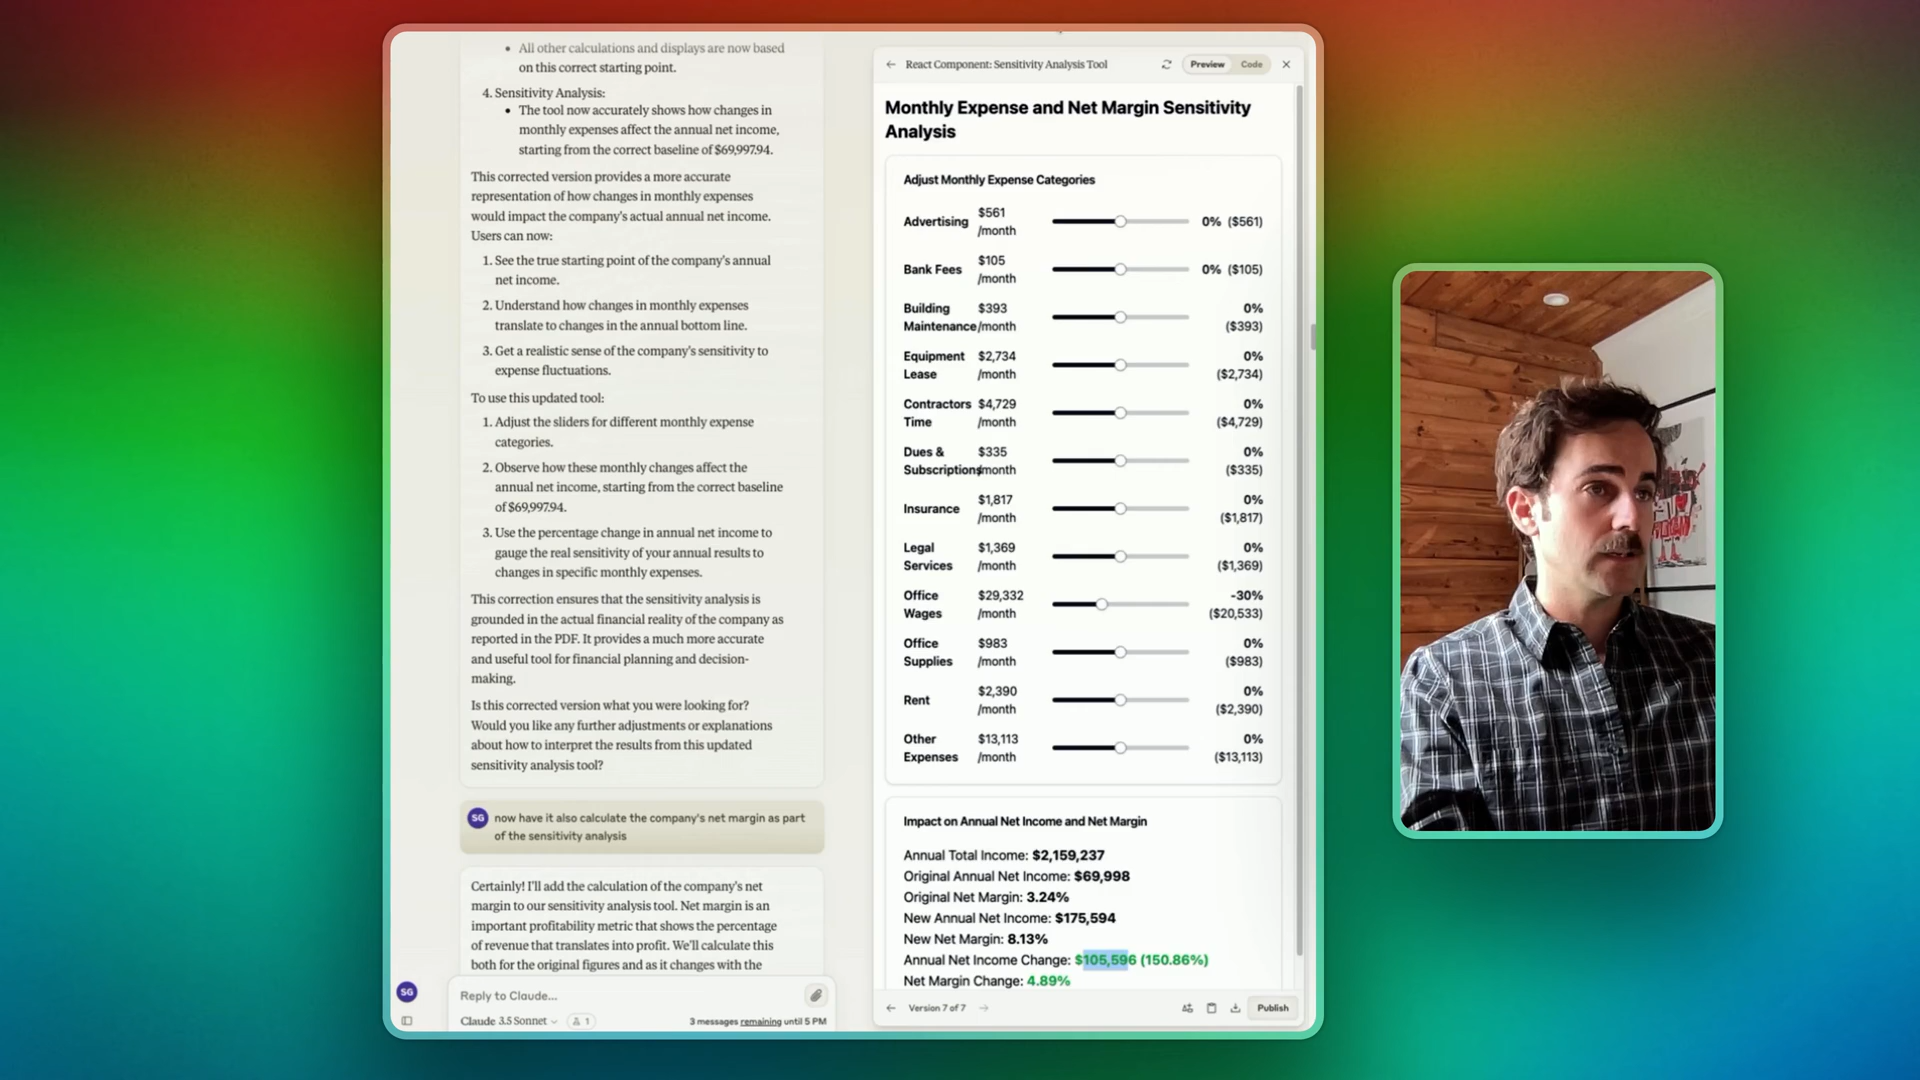 All other calculations and displays are now based
on this correct starting point.
4. Sensitivity Analysis:
The tool now accurately shows how changes in
monthly expenses affect the annual net income,
starting from the correct baseline of $69,997.94.
This corrected version provides a more accurate
representation of how changes in monthly expenses
would impact the company's actual annual net income.
Users can now:
1. See the true starting point of the company's annual
net income.
2. Understand how changes in monthly expenses
translate to changes in the annual bottom line.
3. Get a realistic sense of the company's sensitivity to
expense fluctuations.
To use this updated tool:
1. Adjust the sliders for different monthly expense
categories.
2. Observe how these monthly changes affect the
annual net income, starting from the correct baseline
of $69,997.94.
3. Use the percentage change in annual net income to
gauge the real sensitivity of your annual results to
changes in specific monthly expenses.
This correction ensures that the sensitivity analysis is
grounded in the actual financial reality of the company as
reported in the PDF. It provides a much more accurate
and useful tool for financial planning and decision-
making.
Is this corrected version what you were looking for?
Would you like any further adjustments or explanations
about how to interpret the results from this updated
sensitivity analysis tool?
SG now have it also calculate the company's net margin as part
of the sensitivity analysis
Certainly! I'll add the calculation of the company's net
margin to our sensitivity analysis tool. Net margin is an
important profitability metric that shows the percentage
of revenue that translates into profit. We'll calculate this
both for the original figures and as it changes with the
SG
Reply to Claude...
Claude 3.5 Sonnet 1 3 messages remaining until 5 PM
React Component: Sensitivity Analysis Tool Preview Code
Monthly Expense and Net Margin Sensitivity
Analysis
Adjust Monthly Expense Categories
Advertising $561 /month 0% ($561)
Bank Fees $105 /month 0% ($105)
Building Maintenance $393 /month 0% ($393)
Equipment Lease $2,734 /month 0% ($2,734)
Contractors Time $4,729 /month 0% ($4,729)
Dues & Subscriptions $335 /month 0% ($335)
Insurance $1,817 /month 0% ($1,817)
Legal Services $1,369 /month 0% ($1,369)
Office Wages $29,332 /month -30% ($20,533)
Office Supplies $983 /month 0% ($983)
Rent $2,390 /month 0% ($2,390)
Other Expenses $13,113 /month 0% ($13,113)
Impact on Annual Net Income and Net Margin
Annual Total Income: $2,159,237
Original Annual Net Income: $69,998
Original Net Margin: 3.24%
New Annual Net Income: $175,594
New Net Margin: 8.13%
Annual Net Income Change: $105,596 (150.86%)
Net Margin Change: 4.89%
Version 7 of 7 Publish